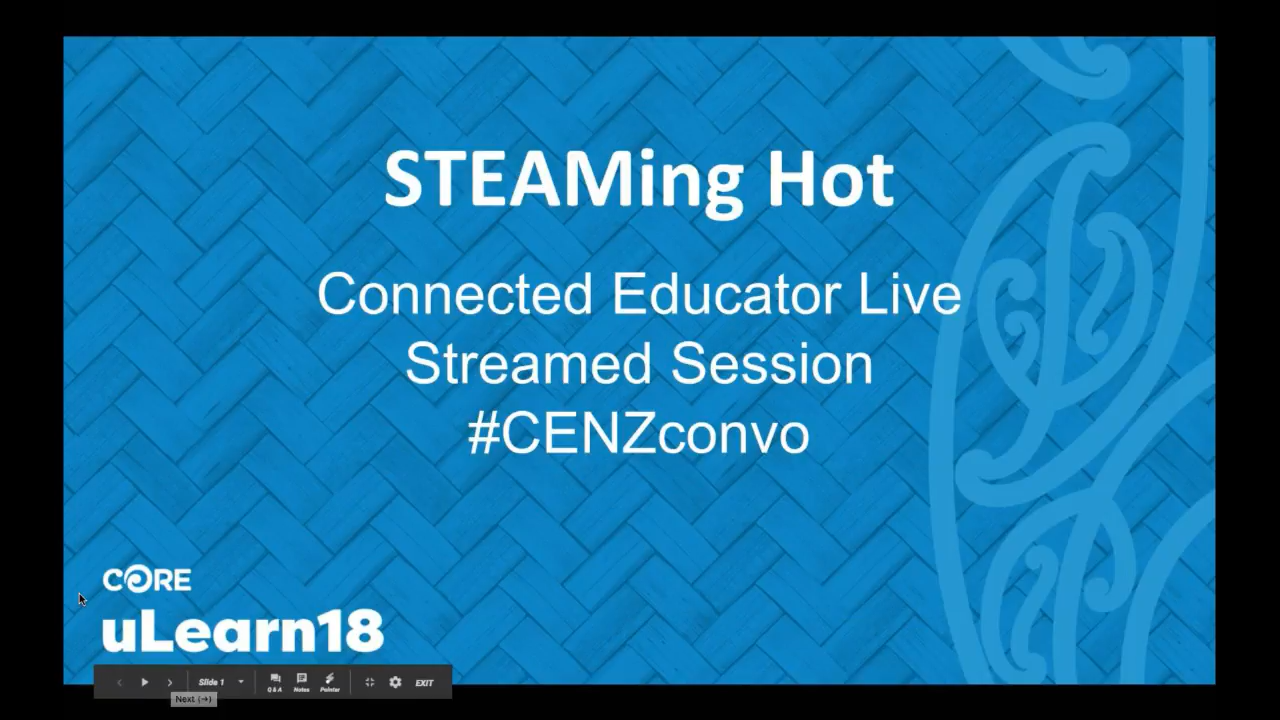 STEAMing Hot
Connected Educator Live
Streamed Session
#CENZconvo
CORE
uLearn18
Slide 1
Q & A Notes Pointer EXIT
Next (→)